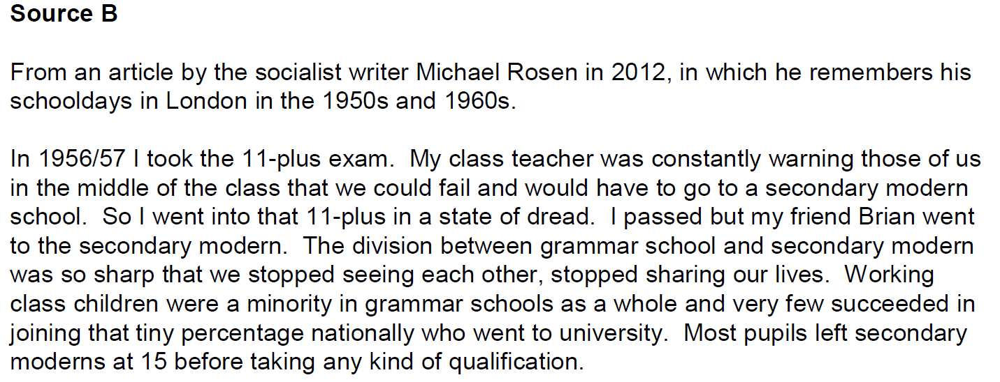 Source B
From an article by the socialist writer Michael Rosen in 2012, in which he remembers his
schooldays in London in the 1950s and 1960s.
In 1956/57 I took the 11-plus exam.  My class teacher was constantly warning those of us
in the middle of the class that we could fail and would have to go to a secondary modern
school.  So I went into that 11-plus in a state of dread.  I passed but my friend Brian went
to the secondary modern.  The division between grammar school and secondary modern
was so sharp that we stopped seeing each other, stopped sharing our lives.  Working
class children were a minority in grammar schools as a whole and very few succeeded in
joining that tiny percentage nationally who went to university.  Most pupils left secondary
moderns at 15 before taking any kind of qualification.